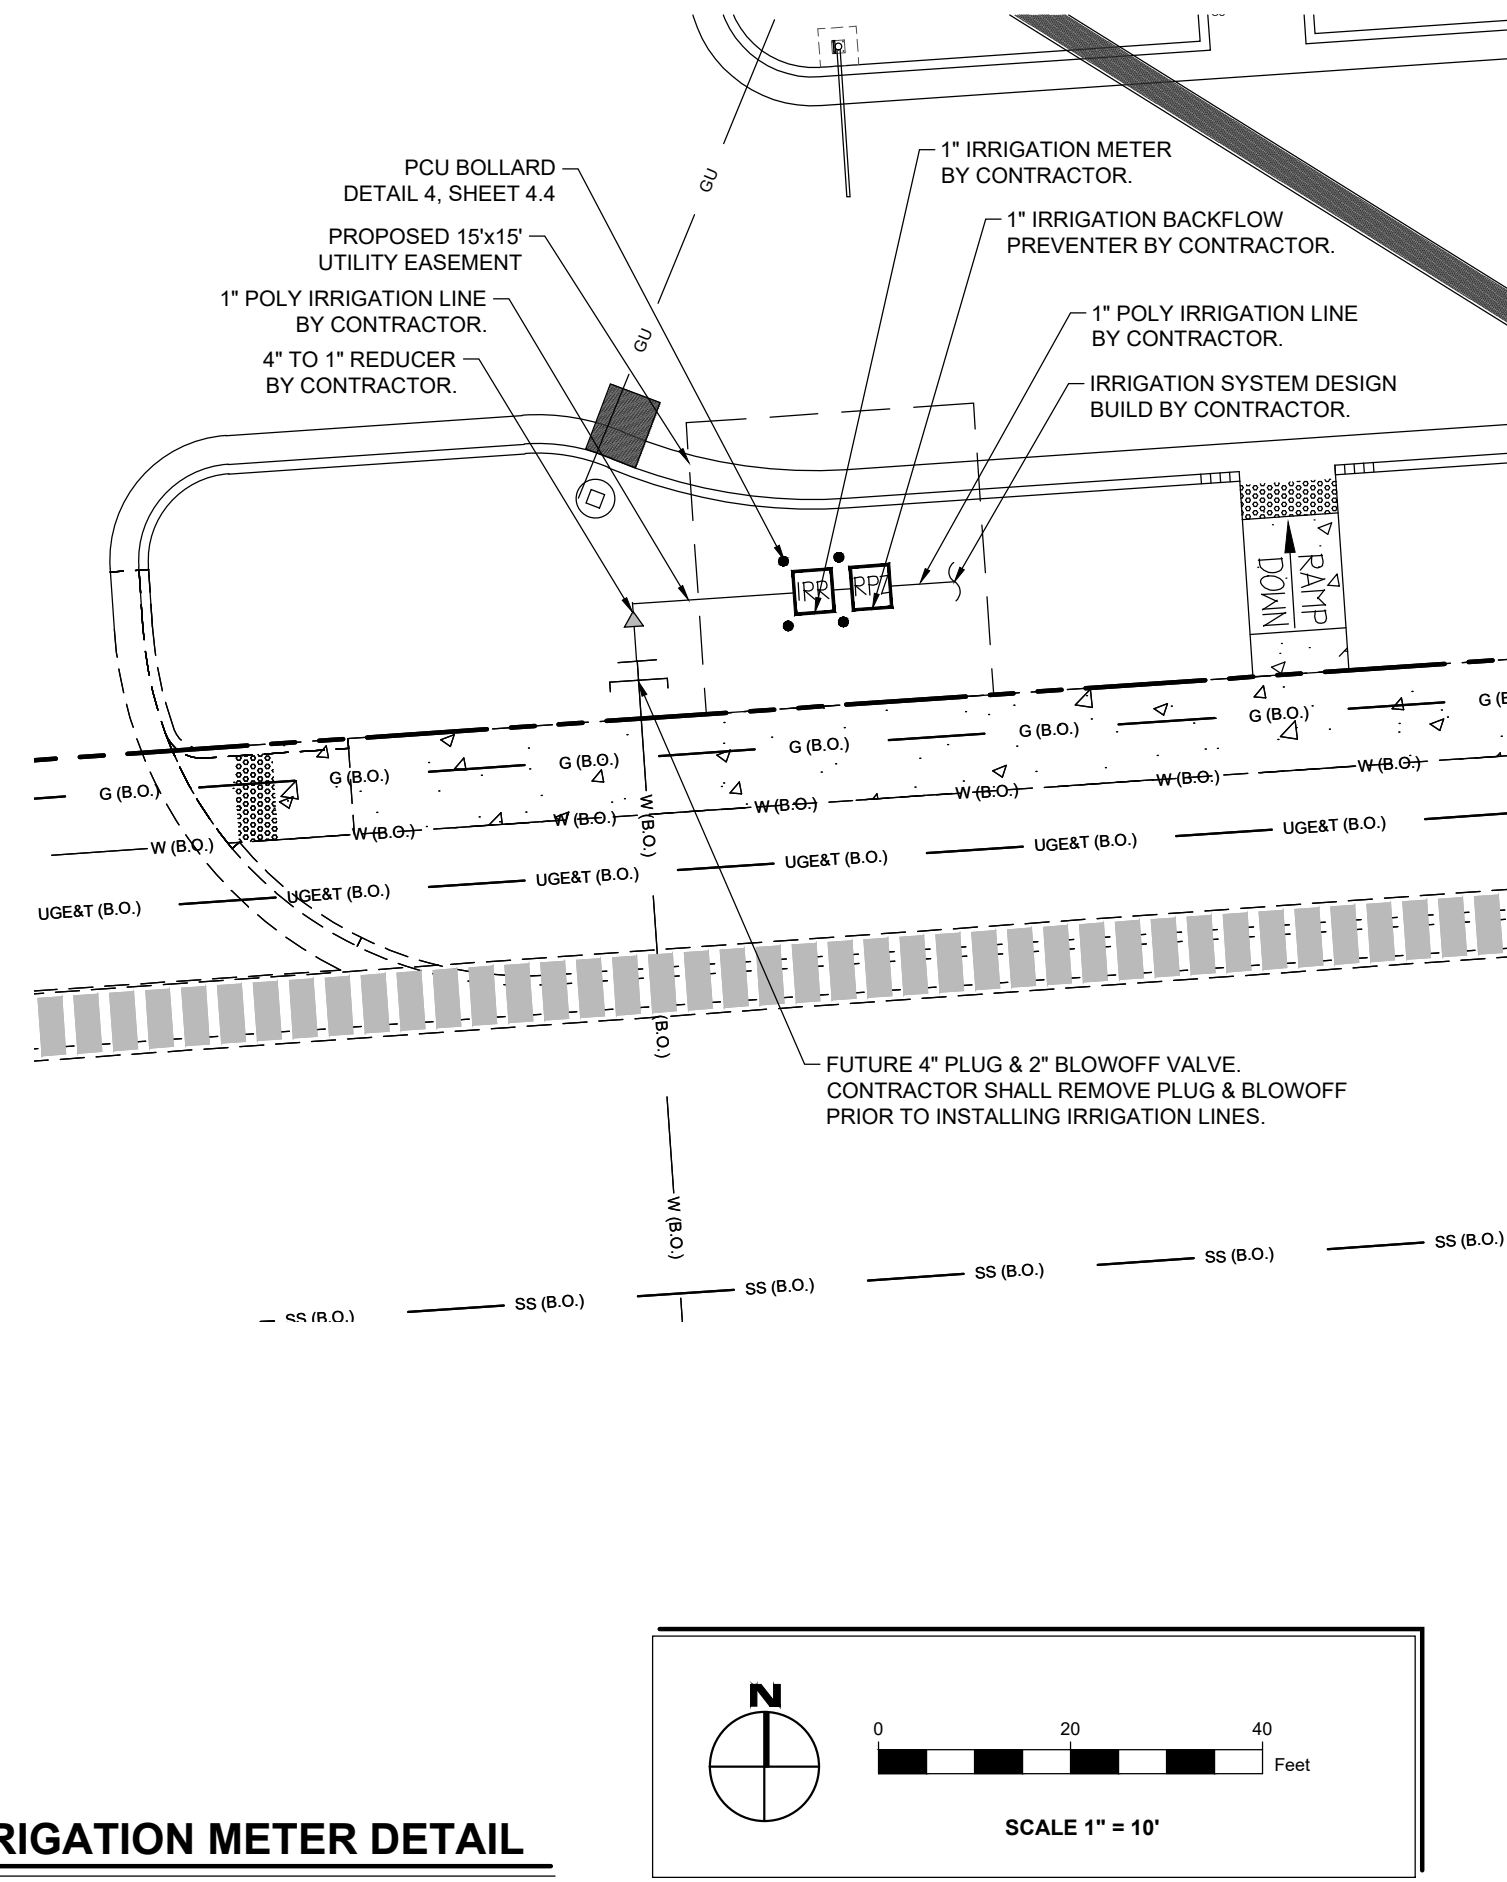 GU
PCU BOLLARD
DETAIL 4, SHEET 4.4
PROPOSED 15'x15'
UTILITY EASEMENT
1" POLY IRRIGATION LINE
BY CONTRACTOR.
4" TO 1" REDUCER
BY CONTRACTOR.
GU
1" IRRIGATION METER
BY CONTRACTOR.
1" IRRIGATION BACKFLOW
PREVENTER BY CONTRACTOR.
1" POLY IRRIGATION LINE
BY CONTRACTOR.
IRRIGATION SYSTEM DESIGN
BUILD BY CONTRACTOR.
IRR
RPZ
RAMP
DOWN
G (B.O.)
G (B.O.)
G (B.O.)
G (B.O.)
G (B.O.)
G (B.O.)
G (B
W (B.O.)
W (B.O.)
W (B.O.)
W (B.O.)
W (B.O.)
W (B.O.)
W (B.O.)
W (B.O.)
UGE&T (B.O.)
UGE&T (B.O.)
UGE&T (B.O.)
UGE&T (B.O.)
UGE&T (B.O.)
UGE&T (B.O.)
(B.O.)
FUTURE 4" PLUG & 2" BLOWOFF VALVE.
CONTRACTOR SHALL REMOVE PLUG & BLOWOFF
PRIOR TO INSTALLING IRRIGATION LINES.
W (B.O.)
SS (B.O.)
SS (B.O.)
SS (B.O.)
SS (B.O.)
SS (B.O.)
SS (B.O.)
N
0 20 40
Feet
SCALE 1" = 10'
RIGATION METER DETAIL